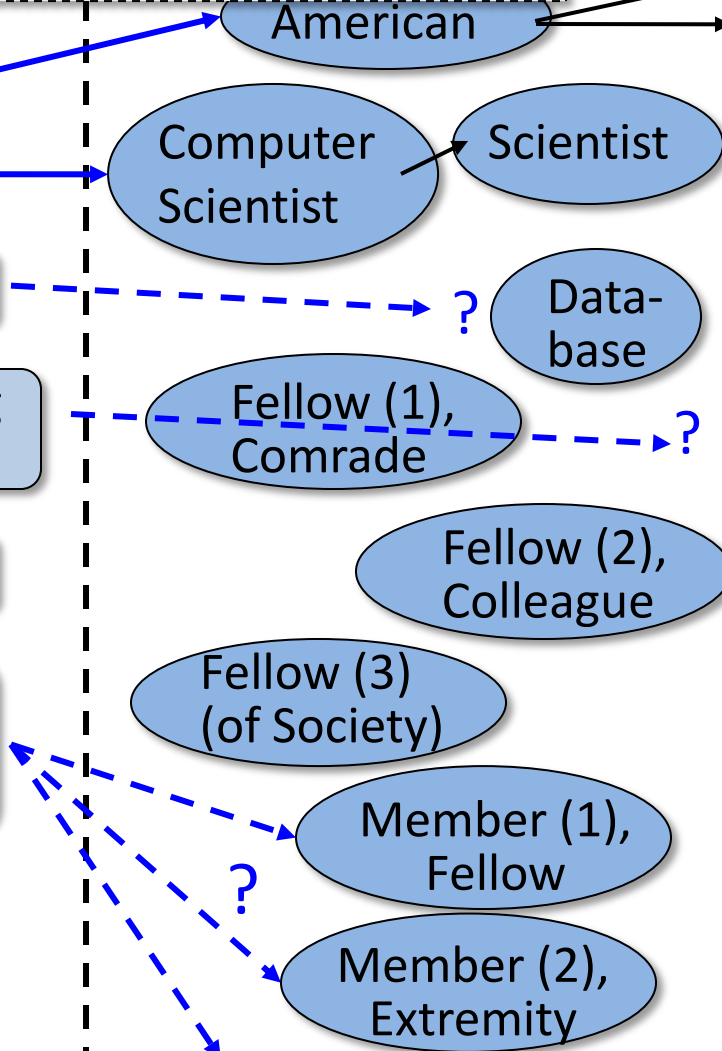 American
Computer
Scientist
Scientist
?
Data-
base
Fellow (1),
Comrade
?
Fellow (2),
Colleague
Fellow (3)
(of Society)
Member (1),
Fellow
?
Member (2),
Extremity